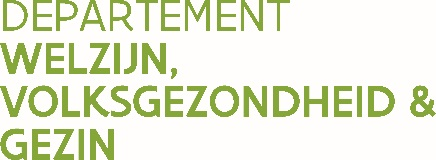 DEPARTEMENT
WELZIJN,
VOLKSGEZONDHEID &
GEZIN